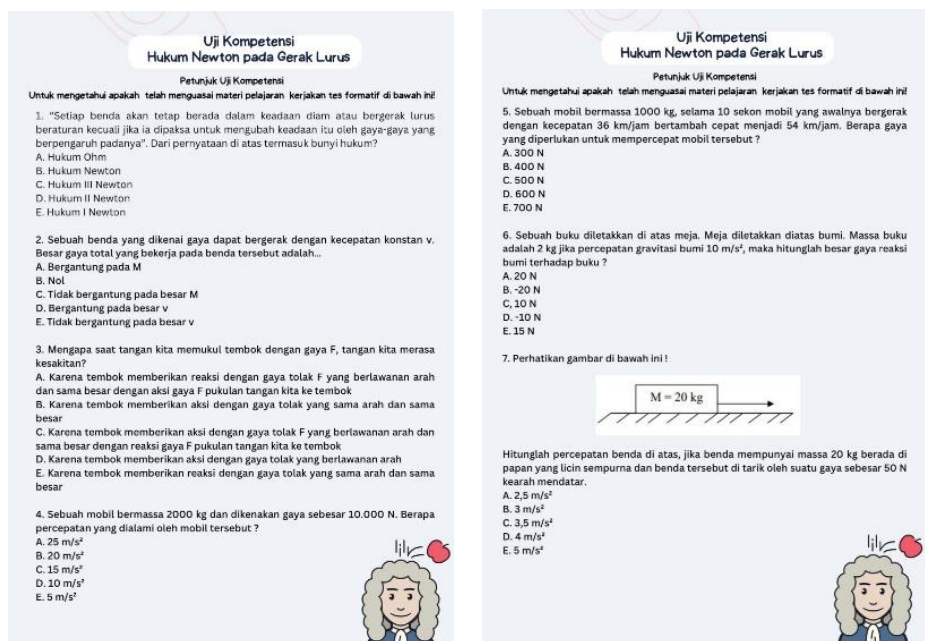 Uji Kompetensi
Hukum Newton pada Gerak Lurus
Petunjuk Uji Kompetensi
Untuk mengetahui apakah telah menguasai materi pelajaran kerjakan tes formatif di bawah ini!
1. "Setiap benda akan tetap berada dalam keadaan diam atau bergerak lurus
beraturan kecuali jika ia dipaksa untuk mengubah keadaan itu oleh gaya-gaya yang
berpengaruh padanya". Dari pernyataan di atas termasuk bunyi hukum?
A. Hukum Ohm
B. Hukum Newton
C. Hukum III Newton
D. Hukum II Newton
E. Hukum I Newton
2. Sebuah benda yang dikenai gaya dapat bergerak dengan kecepatan konstan v.
Besar gaya total yang bekerja pada benda tersebut adalah...
A. Bergantung pada M
B. Nol
C. Tidak bergantung pada besar M
D. Bergantung pada besar v
E. Tidak bergantung pada besar v
3. Mengapa saat tangan kita memukul tembok dengan gaya F, tangan kita merasa
kesakitan?
A. Karena tembok memberikan reaksi dengan gaya tolak F yang berlawanan arah
dan sama besar dengan aksi gaya F pukulan tangan kita ke tembok
B. Karena tembok memberikan aksi dengan gaya tolak yang sama arah dan sama
besar
C. Karena tembok memberikan aksi dengan gaya tolak F yang berlawanan arah dan
sama besar dengan reaksi gaya F pukulan tangan kita ke tembok
D. Karena tembok memberikan aksi dengan gaya tolak yang berlawanan arah
E. Karena tembok memberikan reaksi dengan gaya tolak yang sama arah dan sama
besar
4. Sebuah mobil bermassa 2000 kg dan dikenakan gaya sebesar 10.000 N. Berapa
percepatan yang dialami oleh mobil tersebut ?
A. 25 m/s²
B. 20 m/s²
C. 15 m/s²
D. 10 m/s²
E. 5 m/s²
Uji Kompetensi
Hukum Newton pada Gerak Lurus
Petunjuk Uji Kompetensi
Untuk mengetahui apakah telah menguasai materi pelajaran kerjakan tes formatif di bawah ini!
5. Sebuah mobil bermassa 1000 kg, selama 10 sekon mobil yang awalnya bergerak
dengan kecepatan 36 km/jam bertambah cepat menjadi 54 km/jam. Berapa gaya
yang diperlukan untuk mempercepat mobil tersebut ?
A. 300 N
B. 400 N
C. 500 N
D. 600 N
E. 700 N
6. Sebuah buku diletakkan di atas meja. Meja diletakkan diatas bumi. Massa buku
adalah 2 kg jika percepatan gravitasi bumi 10 m/s², maka hitunglah besar gaya reaksi
bumi terhadap buku ?
A. 20 N
B. -20 N
C, 10 N
D. -10 N
E. 15 N
7. Perhatikan gambar di bawah ini !
M = 20 kg
Hitunglah percepatan benda di atas, jika benda mempunyai massa 20 kg berada di
papan yang licin sempurna dan benda tersebut di tarik oleh suatu gaya sebesar 50 N
kearah mendatar.
A. 2,5 m/s²
B. 3 m/s²
C. 3,5 m/s²
D. 4 m/s²
E. 5 m/s²